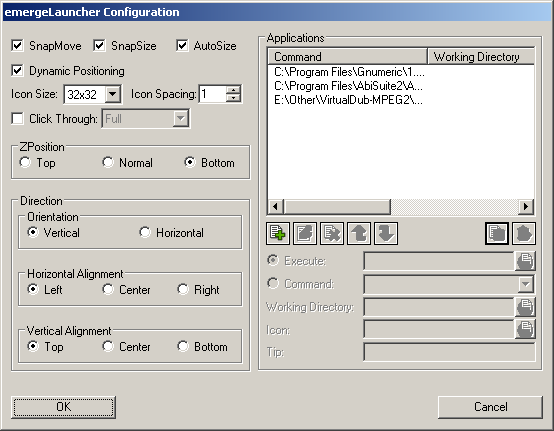 emergeLauncher Configuration
SnapMove SnapSize AutoSize
Dynamic Positioning
Icon Size: 32x32 Icon Spacing: 1
Click Through: Full
ZPosition
Top Normal Bottom
Direction
Orientation
Vertical Horizontal
Horizontal Alignment
Left Center Right
Vertical Alignment
Top Center Bottom
Applications
Command Working Directory
C:\Program Files\Gnumeric\1....
C:\Program Files\AbiSuite2\A...
E:\Other\VirtualDub-MPEG2\...
Execute:
Command:
Working Directory:
Icon:
Tip:
OK Cancel